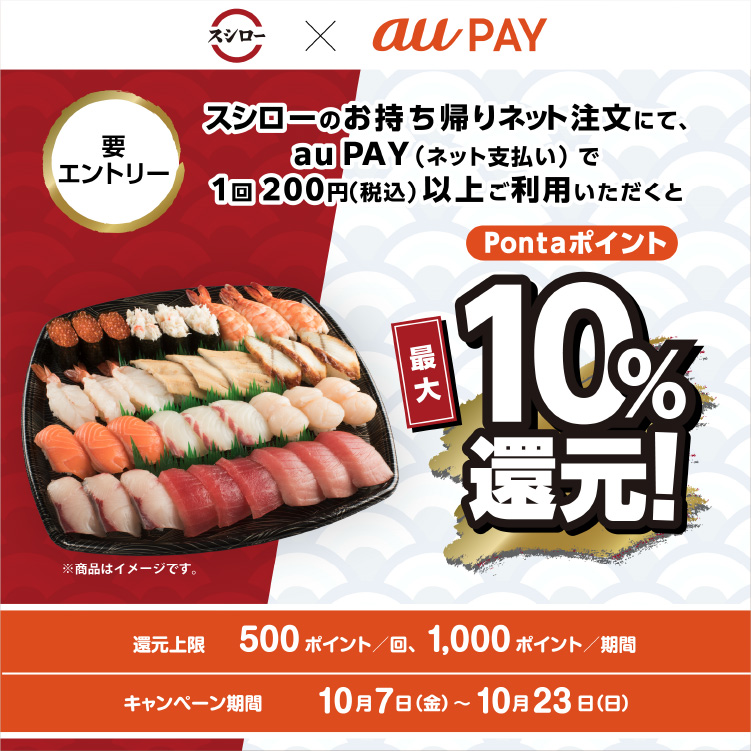 スシロー × au PAY
要
エントリー
スシローのお持ち帰りネット注文にて、
au PAY（ネット支払い）で
1回 200円(税込) 以上ご利用いただくと
Pontaポイント
最大
10%
還元!
※商品はイメージです。
還元上限 500 ポイント／回、1,000 ポイント／期間
キャンペーン期間 10月7日(金) ～ 10月23日(日)